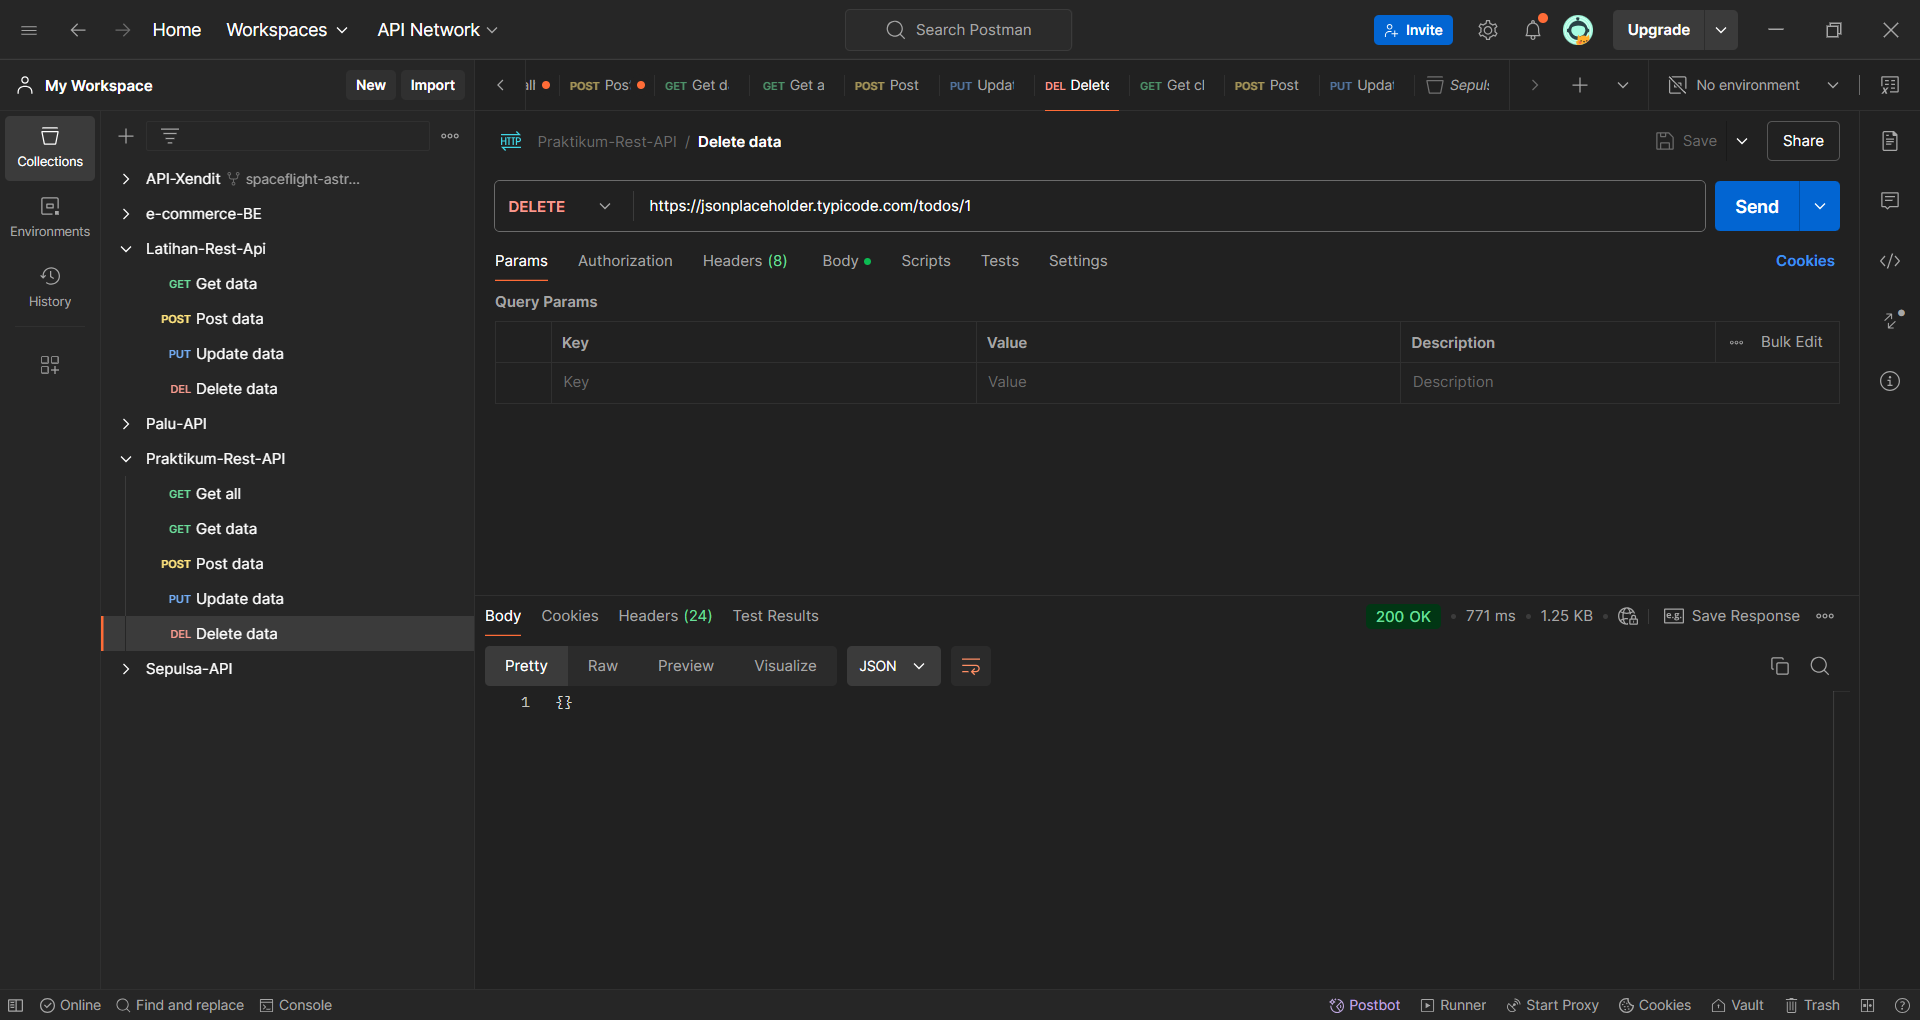 Home Workspaces API Network Search Postman Invite Upgrade
My Workspace New Import
all POST Pos GET Get d GET Get a POST Post PUT Updat DEL Delete GET Get cl POST Post PUT Updat Sepuls No environment
Collections
Environments
History
API-Xendit spaceflight-astr...
e-commerce-BE
Latihan-Rest-Api
GET Get data
POST Post data
PUT Update data
DEL Delete data
Palu-API
Praktikum-Rest-API
GET Get all
GET Get data
POST Post data
PUT Update data
DEL Delete data
Sepulsa-API
HTTP Praktikum-Rest-API / Delete data Save Share
DELETE https://jsonplaceholder.typicode.com/todos/1 Send
Params Authorization Headers (8) Body Scripts Tests Settings Cookies
Query Params
Key Value Description Bulk Edit
Key Value Description
Body Cookies Headers (24) Test Results 200 OK 771 ms 1.25 KB e.g. Save Response
Pretty Raw Preview Visualize JSON
1 {}
Online Find and replace Console Postbot Runner Start Proxy Cookies Vault Trash